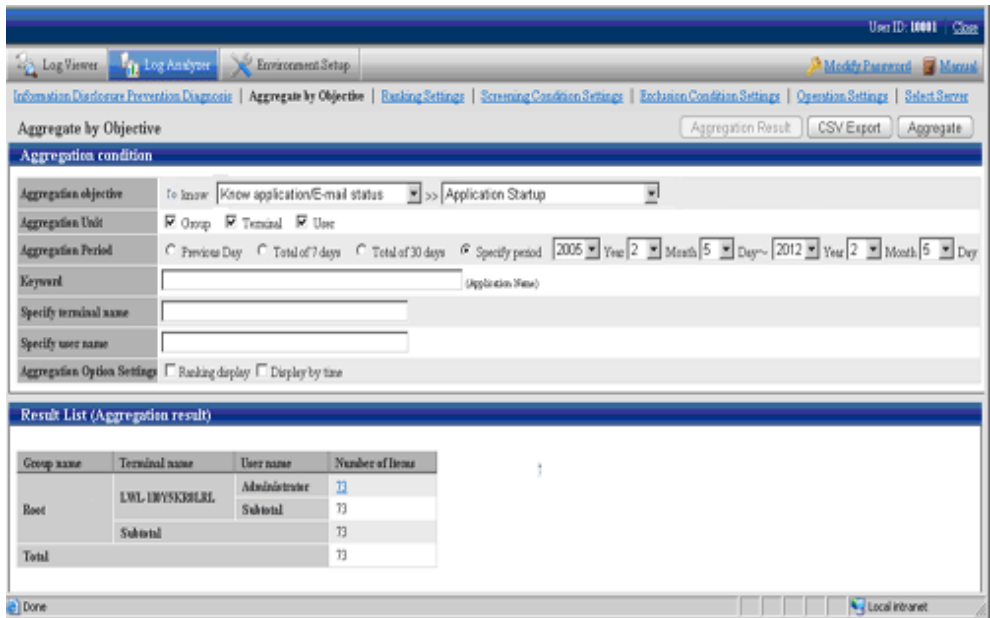 User ID: 10001 | Close
Log Viewer Log Analyzer Environment Setup Modify Password Manual
Information Disclosure Prevention Diagnosis | Aggregate by Objective | Ranking Settings | Screening Condition Settings | Exclusion Condition Settings | Operation Settings | Select Server
Aggregate by Objective Aggregation Result CSV Export Aggregate
Aggregation condition
Aggregation objective To know Know application/E-mail status >> Application Startup
Aggregation Unit Group Terminal User
Aggregation Period Previous Day Total of 7 days Total of 30 days Specify period 2005 Year 2 Month 5 Day~ 2012 Year 2 Month 5 Day
Keyword (Application Name)
Specify terminal name
Specify user name
Aggregation Option Settings Ranking display Display by time
Result List (Aggregation result)
Group name Terminal name User name Number of Items
Administrator 73
Root
Subtotal 73
Subtotal 73
Total 73
Done Local intranet